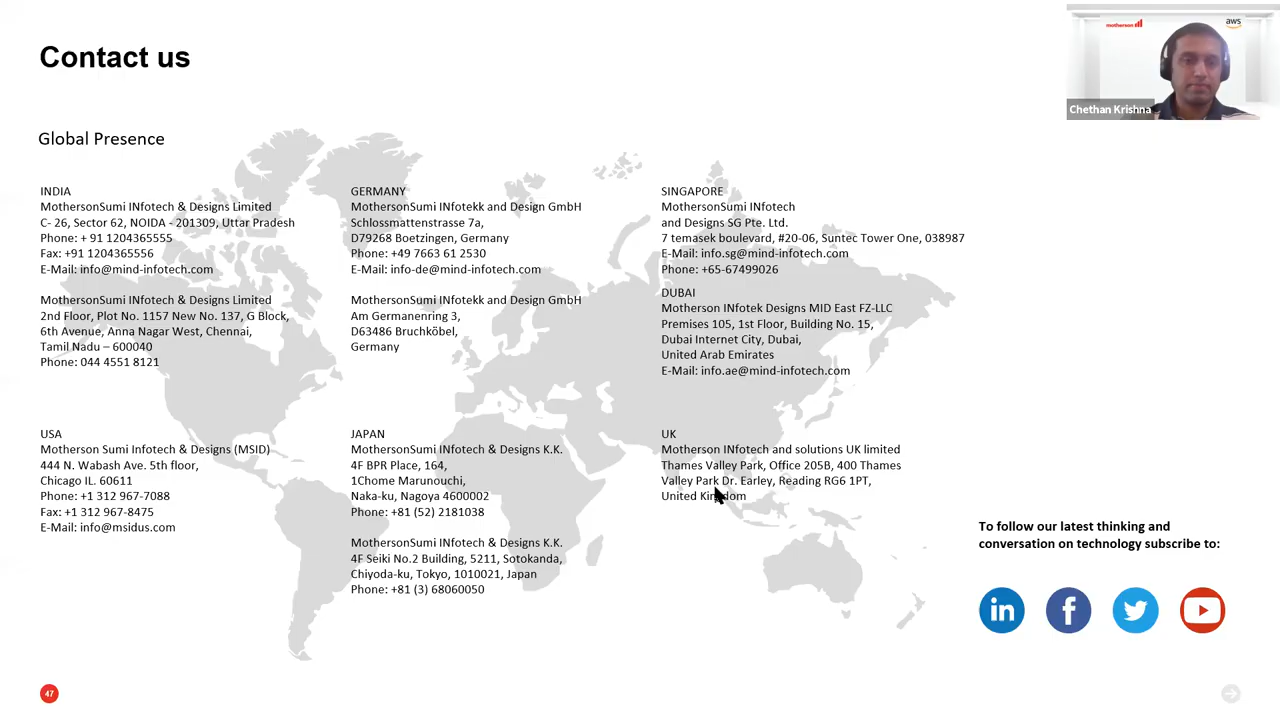 Contact us
motherson
aws
Chethan Krishna
Global Presence
INDIA
MothersonSumi INfotech & Designs Limited
C- 26, Sector 62, NOIDA - 201309, Uttar Pradesh
Phone: + 91 1204365555
Fax: +91 1204365556
E-Mail: info@mind-infotech.com
MothersonSumi INfotech & Designs Limited
2nd Floor, Plot No. 1157 New No. 137, G Block,
6th Avenue, Anna Nagar West, Chennai,
Tamil Nadu – 600040
Phone: 044 4551 8121
GERMANY
MothersonSumi INfotekk and Design GmbH
Schlossmattenstrasse 7a,
D79268 Boetzingen, Germany
Phone: +49 7663 61 2530
E-Mail: info-de@mind-infotech.com
MothersonSumi INfotekk and Design GmbH
Am Germanenring 3,
D63486 Bruchköbel,
Germany
SINGAPORE
MothersonSumi INfotech
and Designs SG Pte. Ltd.
7 temasek boulevard, #20-06, Suntec Tower One, 038987
E-Mail: info.sg@mind-infotech.com
Phone: +65-67499026
DUBAI
Motherson INfotek Designs MID East FZ-LLC
Premises 105, 1st Floor, Building No. 15,
Dubai Internet City, Dubai,
United Arab Emirates
E-Mail: info.ae@mind-infotech.com
USA
Motherson Sumi Infotech & Designs (MSID)
444 N. Wabash Ave. 5th floor,
Chicago IL. 60611
Phone: +1 312 967-7088
Fax: +1 312 967-8475
E-Mail: info@msidus.com
JAPAN
MothersonSumi INfotech & Designs K.K.
4F BPR Place, 164,
1Chome Marunouchi,
Naka-ku, Nagoya 4600002
Phone: +81 (52) 2181038
MothersonSumi INfotech & Designs K.K.
4F Seiki No.2 Building, 5211, Sotokanda,
Chiyoda-ku, Tokyo, 1010021, Japan
Phone: +81 (3) 68060050
UK
Motherson INfotech and solutions UK limited
Thames Valley Park, Office 205B, 400 Thames
Valley Park Dr. Earley, Reading RG6 1PT,
United Kingdom
To follow our latest thinking and
conversation on technology subscribe to:
in f
47